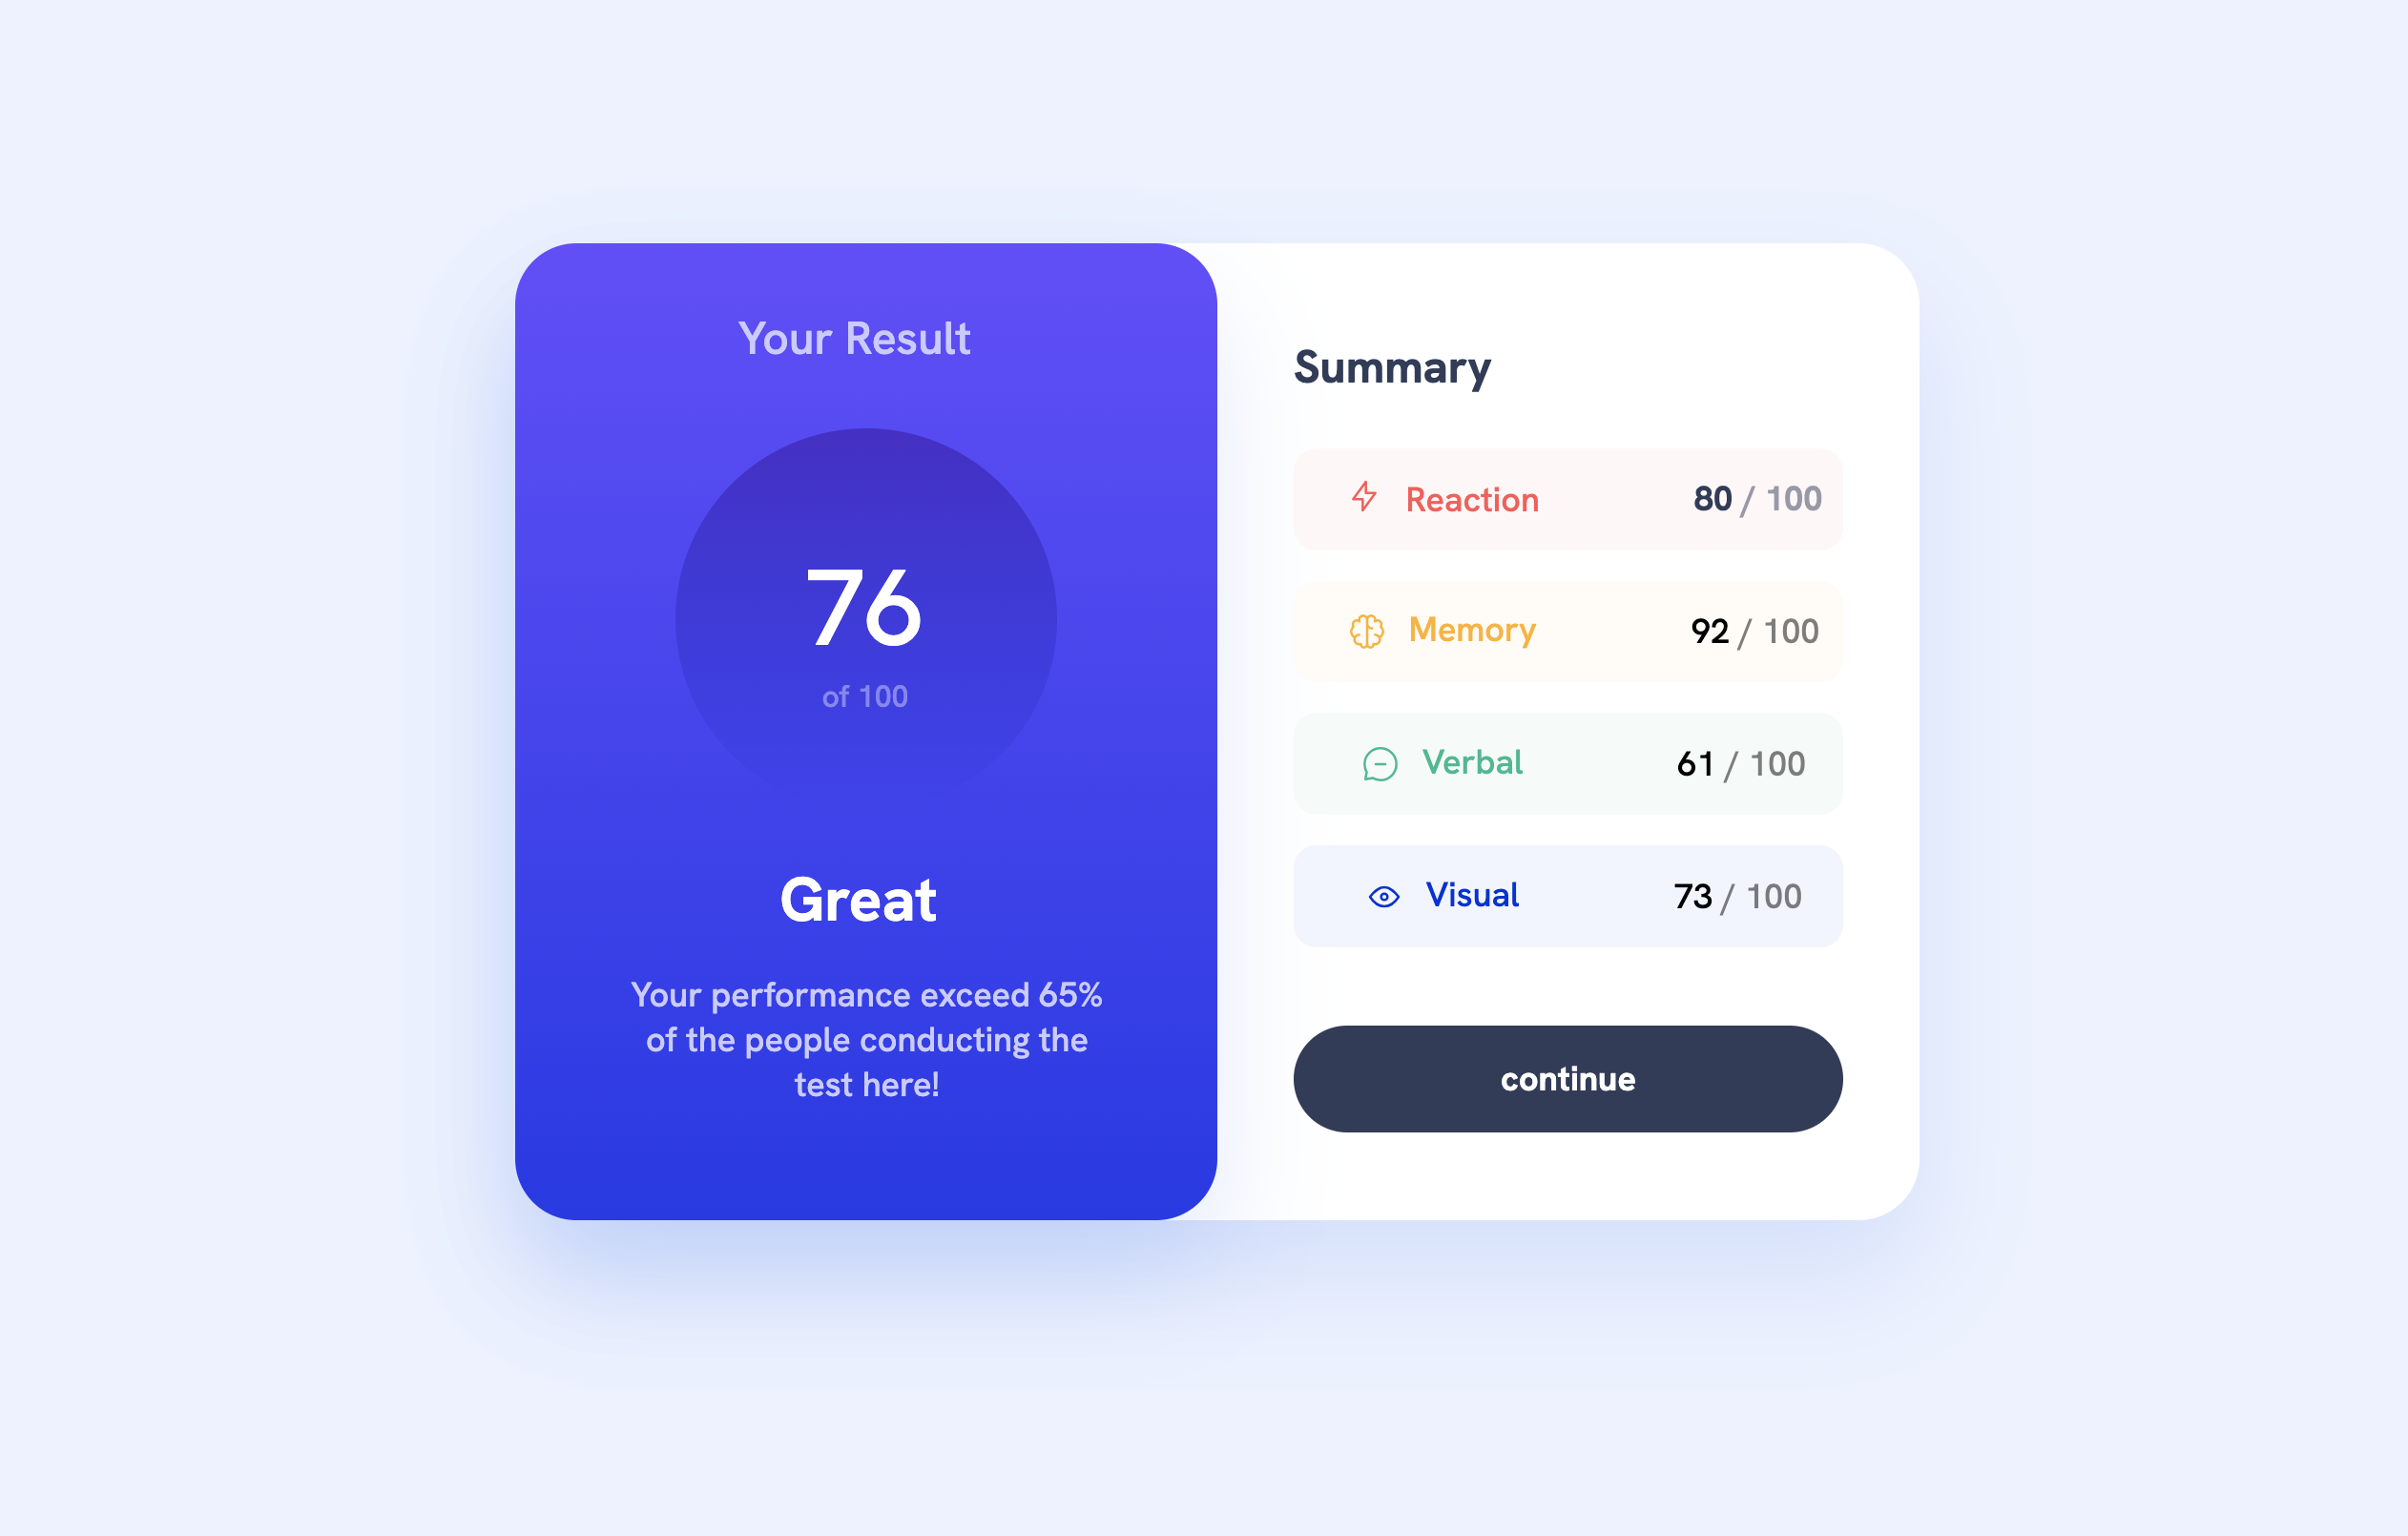 Your Result
76
of 100
Great
Your performance exceed 65%
of the people conducting the
test here!
Summary
Reaction 80 / 100
Memory 92 / 100
Verbal 61 / 100
Visual 73 / 100
continue